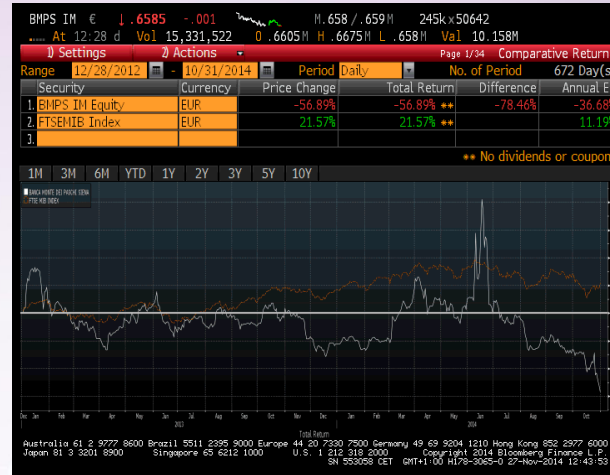 BMPS IM € ↓ .6585 -.001 M.658 / .659M 245k x 50642
At 12:28 d Vol 15,331,522 O .6605M H .6675M L .658M Val 10.158M
1) Settings 2) Actions Page 1/34 Comparative Return
Range 12/28/2012 - 10/31/2014 Period Daily No. of Period 672 Day(s
Security Currency Price Change Total Return Difference Annual E
1. BMPS IM Equity EUR -56.89% -56.89% ** -78.46% -36.68%
2. FTSEMIB Index EUR 21.57% 21.57% ** 11.19%
3.
** No dividends or coupon
1M 3M 6M YTD 1Y 2Y 3Y 5Y 10Y
BANCA MONTE DEI PASCHI SIENA
FTSE MIB INDEX
Dec Jan Feb Mar Apr May Jun Jul Aug Sep Oct Nov Dec Jan Feb Mar Apr May Jun Jul Aug Sep Oct
2013 2014
Total Return
Australia 61 2 9777 8600 Brazil 5511 2395 9000 Europe 44 20 7330 7500 Germany 49 69 9204 1210 Hong Kong 852 2977 6000
Japan 81 3 3201 8900 Singapore 65 6212 1000 U.S. 1 212 318 2000 Copyright 2014 Bloomberg Finance L.P.
SN 553058 CET GMT+1:00 H178-3065-0 27-Nov-2014 12:43:53